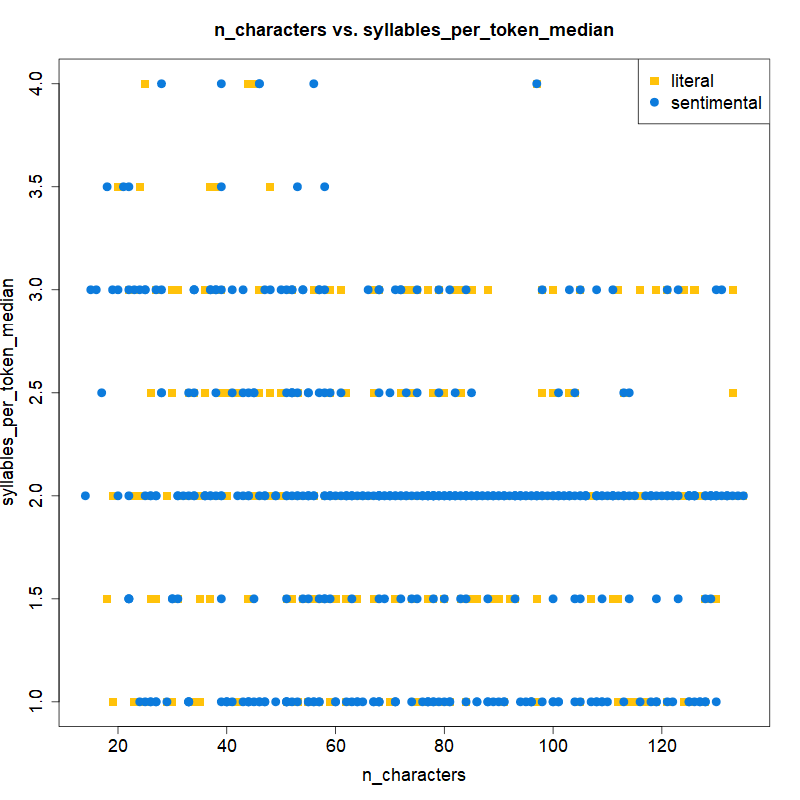 n_characters vs. syllables_per_token_median
literal
sentimental
syllables_per_token_median
4.0
3.5
3.0
2.5
2.0
1.5
1.0
20
40
60
80
100
120
n_characters